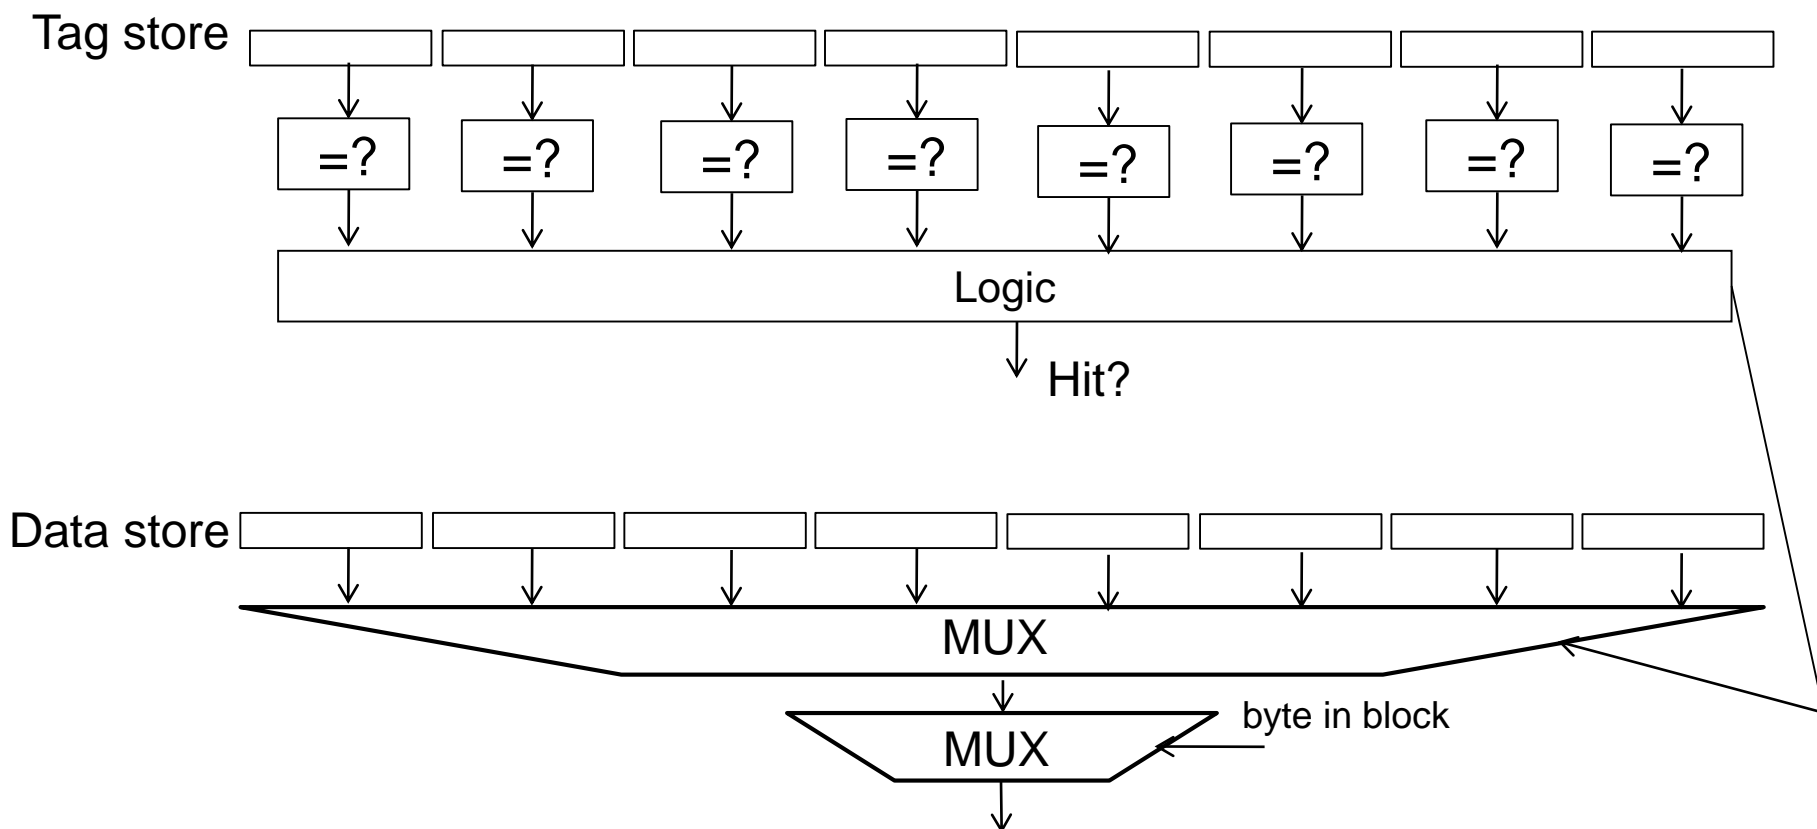 Tag store
=? =? =? =? =? =? =? =?
Logic
Hit?
Data store
MUX
byte in block
MUX